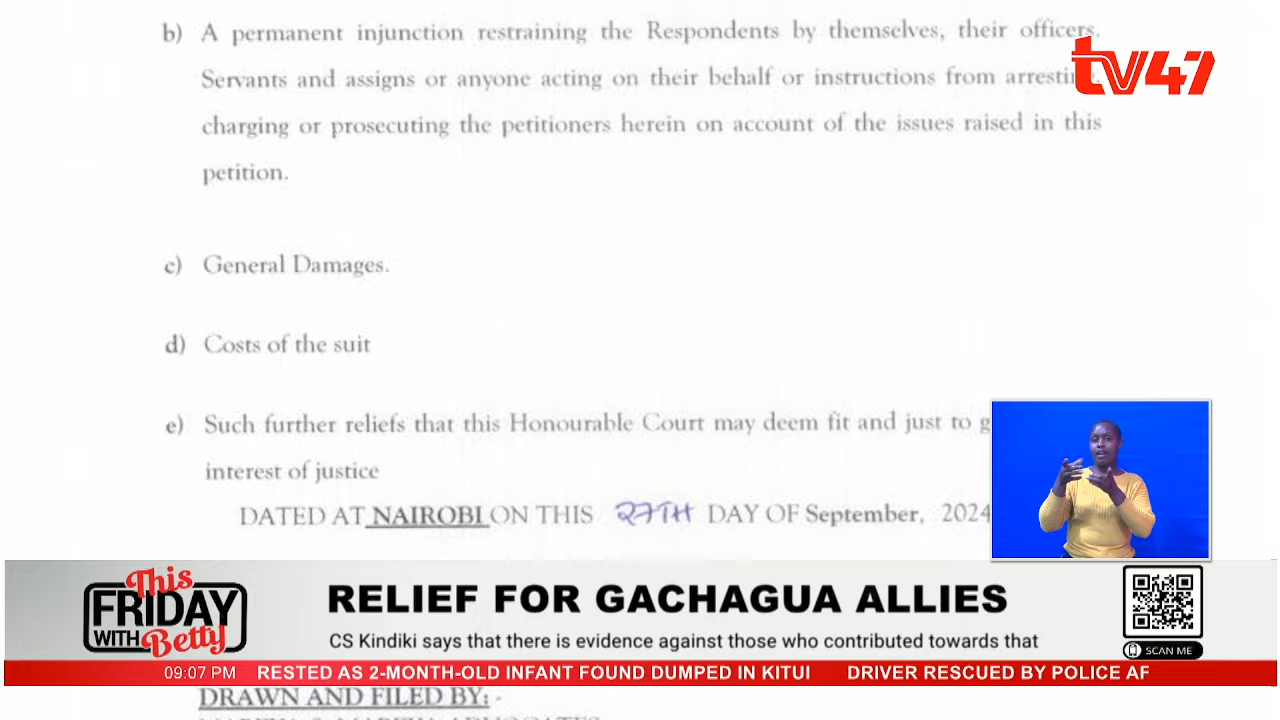 b) A permanent injunction restraining the Respondents by themselves, their officers.
tv47
Servants and assigns or anyone acting on their behalf or instructions from
charging or prosecuting the petitioners herein on account of the issues raised in this
petition.
c) General Damages.
d) Costs of the suit
e) Such further reliefs that this Honourable Court may deem fit and just to
interest of justice
DATED AT NAIROBI ON THIS 27TH DAY OF September, 2024
This
FRIDAY
WITH Betty
RELIEF FOR GACHAGUA ALLIES
CS Kindiki says that there is evidence against those who contributed towards that
SCAN ME
09:07 PM RESTED AS 2-MONTH-OLD INFANT FOUND DUMPED IN KITUI DRIVER RESCUED BY POLICE AF
DRAWN AND FILED BY: -